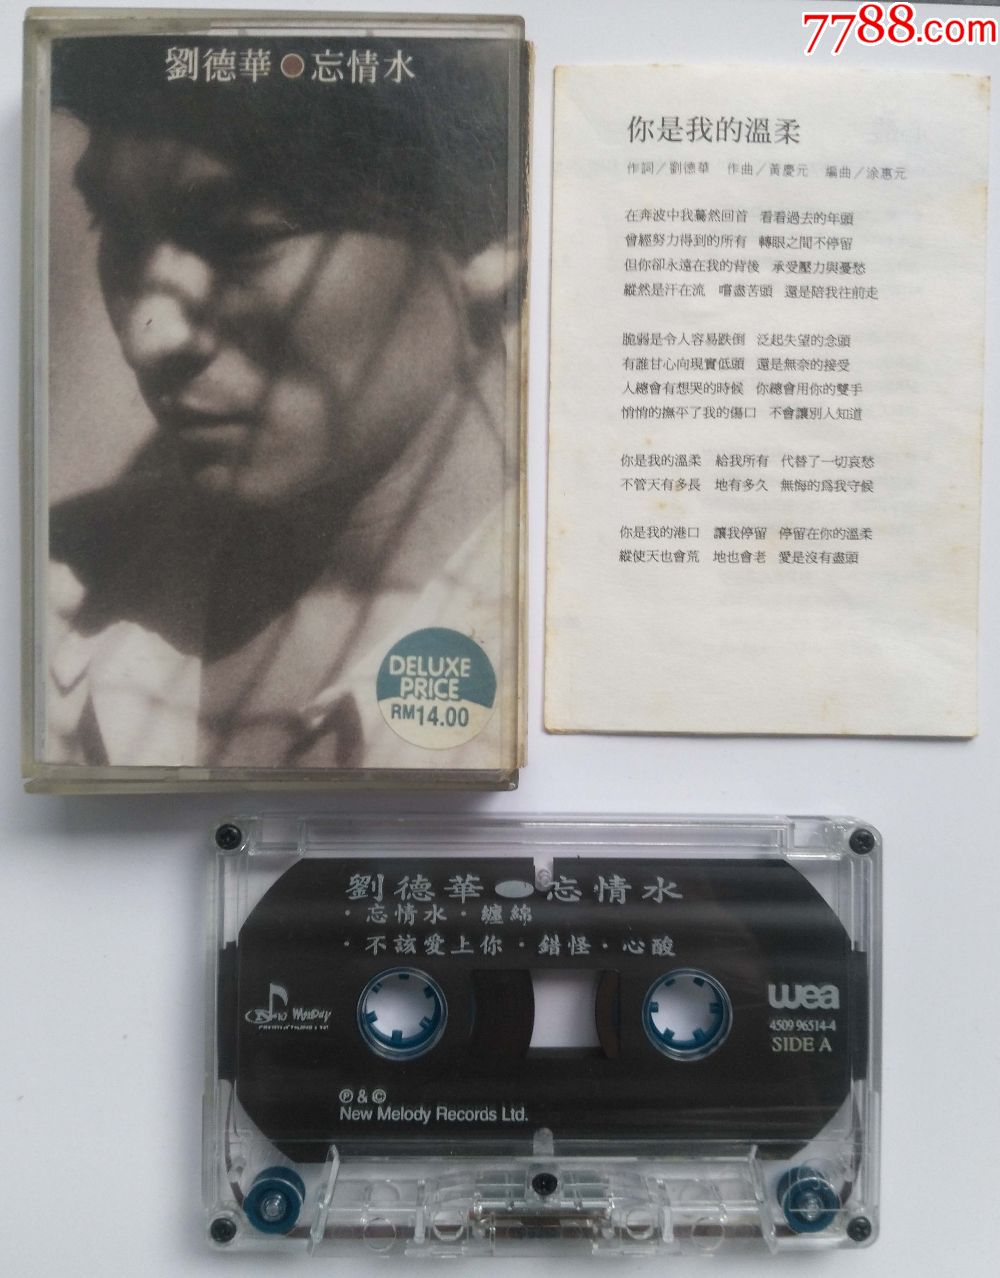 7788.com
劉德華●忘情水
DELUXE
PRICE
RM14.00
你是我的溫柔
作詞／劉德華 作曲／黃慶元 編曲／涂惠元
在奔波中我驀然回首 看看過去的年頭
曾經努力得到的所有 轉眼之間不停留
但你卻永遠在我的背後 承受壓力與憂愁
縱然是汗在流 嚐盡苦頭 還是陪我往前走
脆弱是令人容易跌倒 泛起失望的念頭
有誰甘心向現實低頭 還是無奈的接受
人總會有想哭的時候 你總會用你的雙手
悄悄的撫平了我的傷口 不會讓別人知道
你是我的溫柔 給我所有 代替了一切哀愁
不管天有多長 地有多久 無悔的爲我守候
你是我的港口 讓我停留 停留在你的溫柔
縱使天也會荒 地也會老 愛是沒有盡頭
劉德華●忘情水
·忘情水·纏綿
·不該愛上你·錯怪·心酸
wea
4509 96514-4
SIDE A
Ⓟ & ©
New Melody Records Ltd.